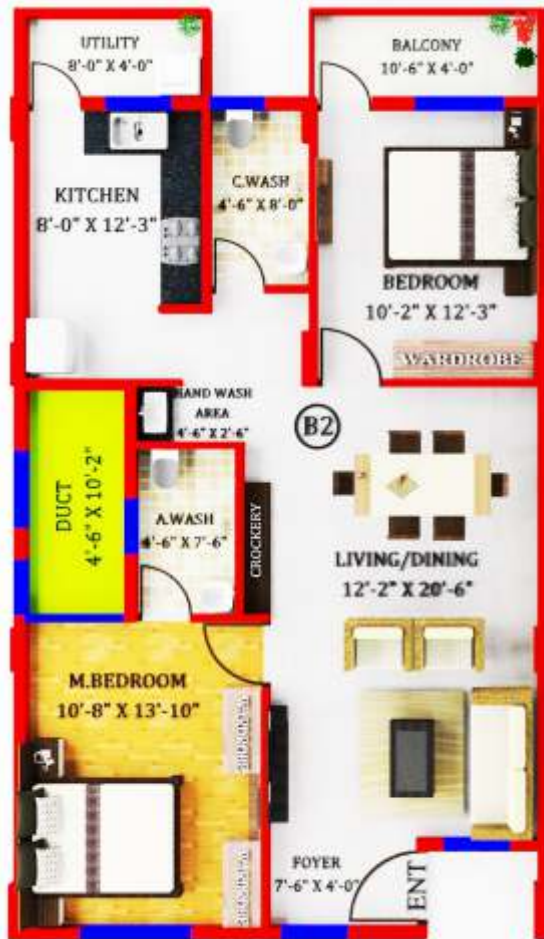 UTILITY
8'-0" X 4'-0"
BALCONY
10'-6" X 4'-0"
KITCHEN
8'-0" X 12'-3"
C.WASH
4'-6" X 8'-0"
BEDROOM
10'-2" X 12'-3"
WARDROBE
HAND WASH
AREA
4'-6" X 2'-6"
B2
DUCT
4'-6" X 10'-2"
A.WASH
4'-6" X 7'-6"
CROCKERY
LIVING/DINING
12'-2" X 20'-6"
M.BEDROOM
10'-8" X 13'-10"
FOYER
7'-6" X 4'-0"
ENT